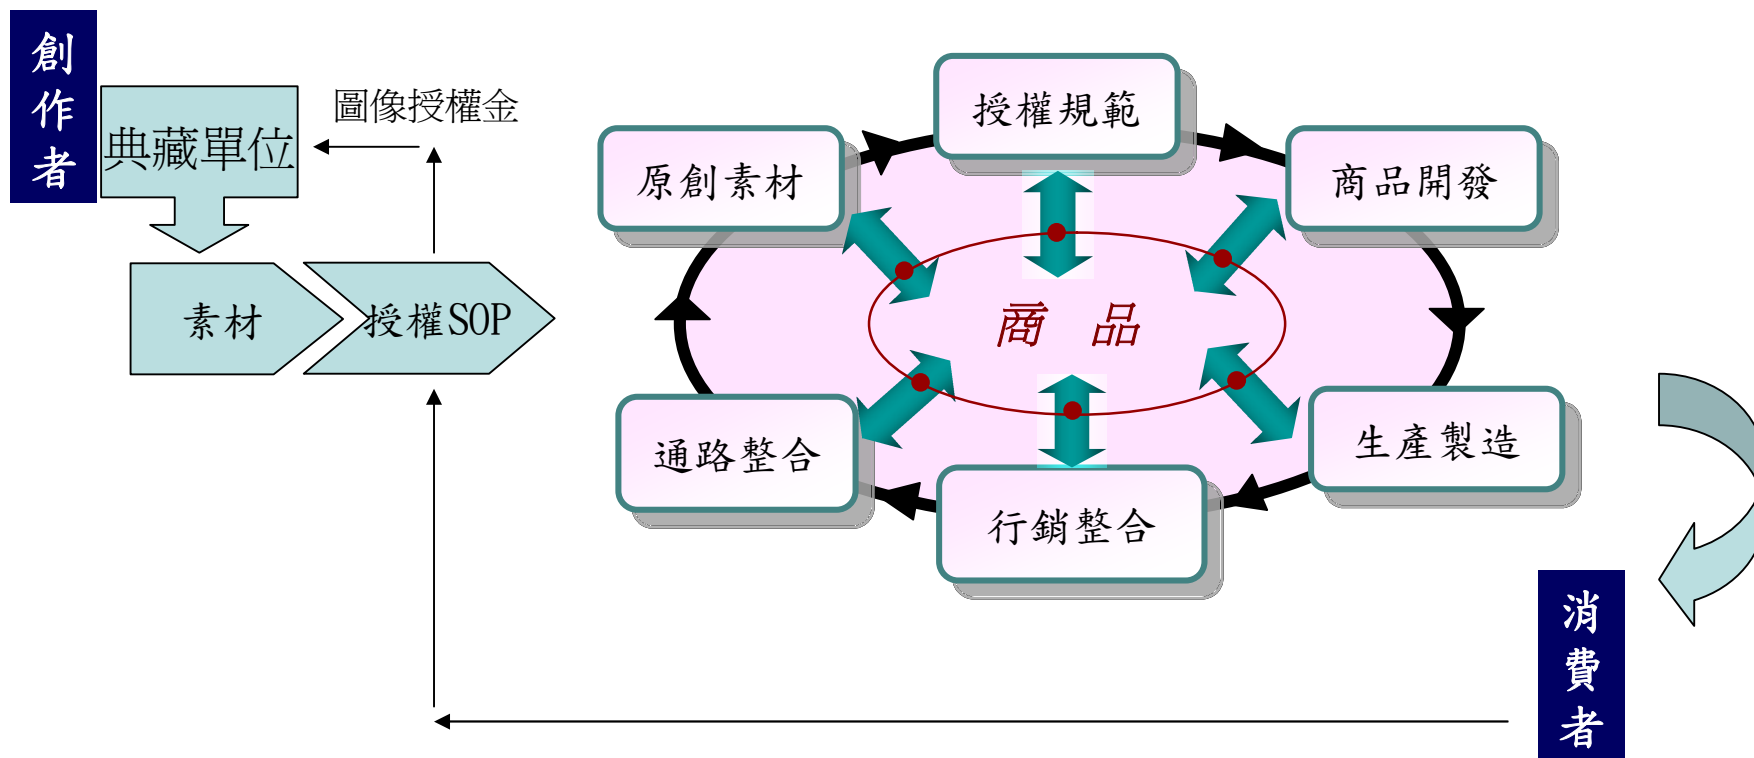 創作者
典藏單位
圖像授權金
素材
授權SOP
原創素材
授權規範
商品開發
商 品
通路整合
行銷整合
生產製造
消費者